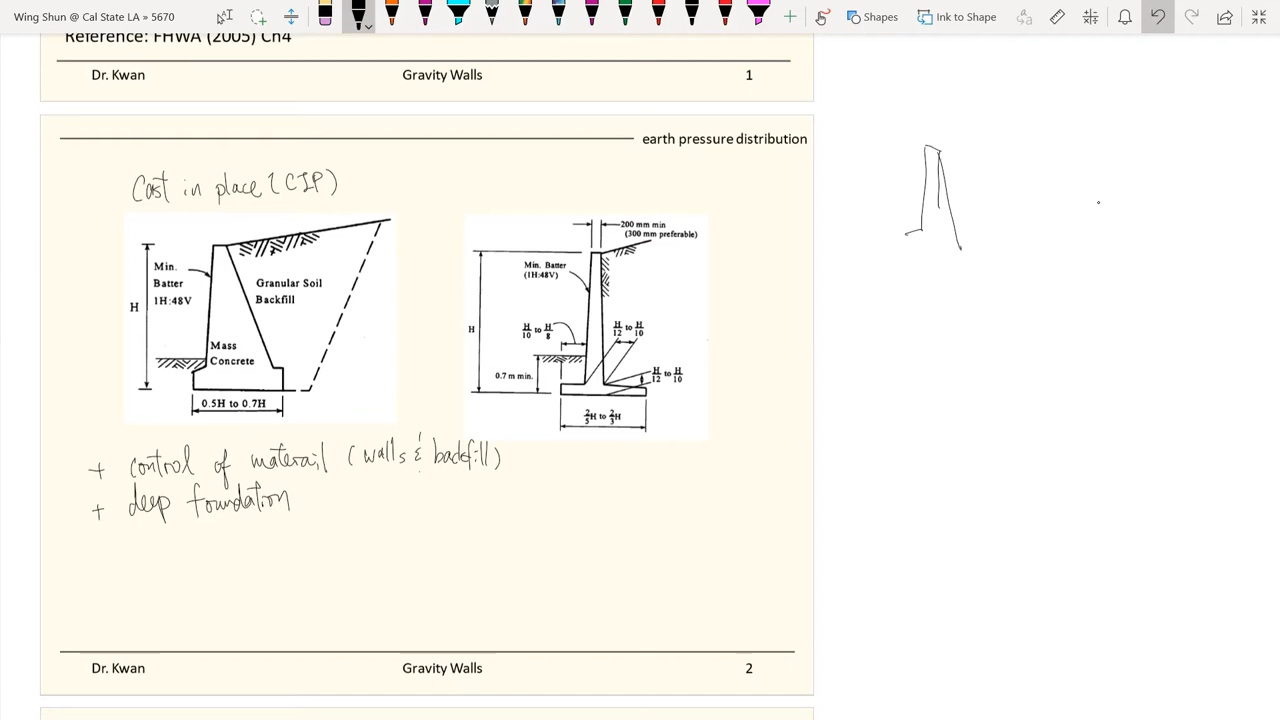 Wing Shun @ Cal State LA » 5670
Shapes
Ink to Shape
Reference: FHWA (2005) Ch4
Dr. Kwan Gravity Walls 1
earth pressure distribution
Cast in place (CIP)
Min.
Batter
1H:48V
H
Granular Soil
Backfill
Mass
Concrete
0.5H to 0.7H
200 mm min
(300 mm preferable)
Min. Batter
(1H:48V)
H
H/10 to H/8
H/12 to H/10
0.7 m min.
H/12 to H/10
2/5 H to 2/3 H
+ control of materail (walls & backfill)
+ deep foundation
Dr. Kwan Gravity Walls 2